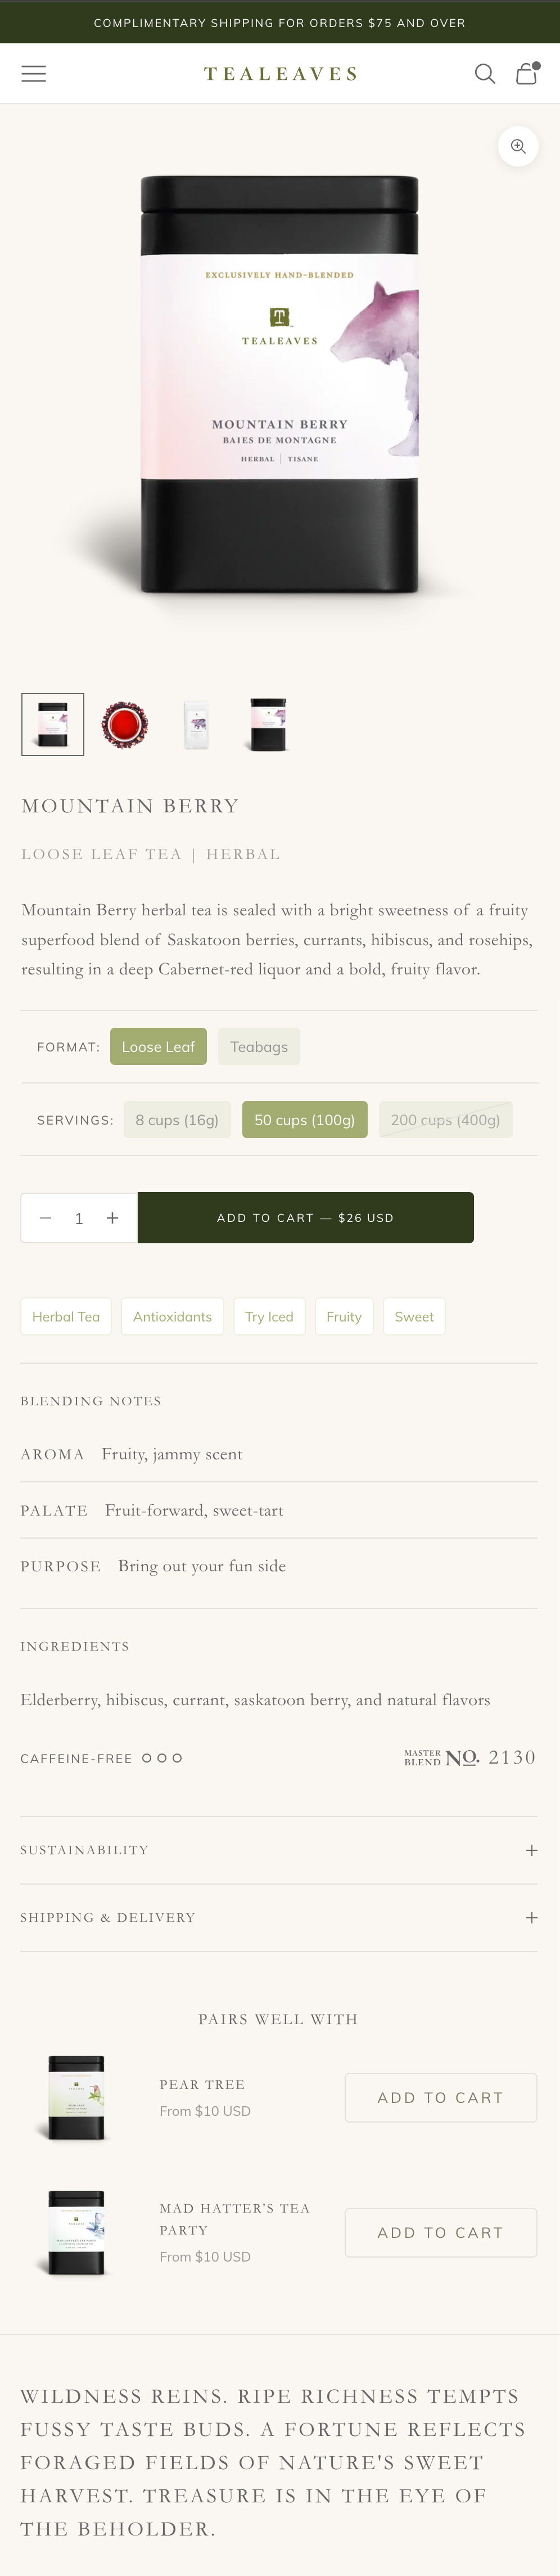 COMPLIMENTARY SHIPPING FOR ORDERS $75 AND OVER
TEALEAVES
EXCLUSIVELY HAND-BLENDED
T
TEALEAVES
MOUNTAIN BERRY
BAIES DE MONTAGNE
HERBAL | TISANE
MOUNTAIN BERRY
LOOSE LEAF TEA | HERBAL
Mountain Berry herbal tea is sealed with a bright sweetness of a fruity
superfood blend of Saskatoon berries, currants, hibiscus, and rosehips,
resulting in a deep Cabernet-red liquor and a bold, fruity flavor.
FORMAT: Loose Leaf Teabags
SERVINGS: 8 cups (16g) 50 cups (100g) 200 cups (400g)
1 ADD TO CART — $26 USD
Herbal Tea Antioxidants Try Iced Fruity Sweet
BLENDING NOTES
AROMA Fruity, jammy scent
PALATE Fruit-forward, sweet-tart
PURPOSE Bring out your fun side
INGREDIENTS
Elderberry, hibiscus, currant, saskatoon berry, and natural flavors
CAFFEINE-FREE MASTER BLEND NO. 2130
SUSTAINABILITY
SHIPPING & DELIVERY
PAIRS WELL WITH
PEAR TREE
From $10 USD
ADD TO CART
MAD HATTER'S TEA
PARTY
From $10 USD
ADD TO CART
WILDNESS REINS. RIPE RICHNESS TEMPTS
FUSSY TASTE BUDS. A FORTUNE REFLECTS
FORAGED FIELDS OF NATURE'S SWEET
HARVEST. TREASURE IS IN THE EYE OF
THE BEHOLDER.